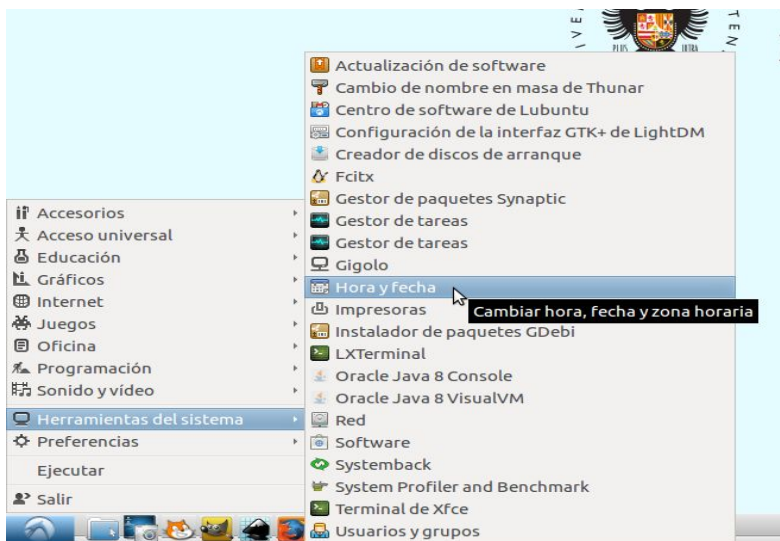 PLUS ULTRA
Actualización de software
Cambio de nombre en masa de Thunar
Centro de software de Lubuntu
Configuración de la interfaz GTK+ de LightDM
Creador de discos de arranque
Fcitx
Gestor de paquetes Synaptic
Gestor de tareas
Gestor de tareas
Gigolo
Hora y fecha
Cambiar hora, fecha y zona horaria
Impresoras
Instalador de paquetes GDebi
LXTerminal
Oracle Java 8 Console
Oracle Java 8 VisualVM
Red
Software
Systemback
System Profiler and Benchmark
Terminal de Xfce
Usuarios y grupos
Accesorios
Acceso universal
Educación
Gráficos
Internet
Juegos
Oficina
Programación
Sonido y vídeo
Herramientas del sistema
Preferencias
Ejecutar
Salir